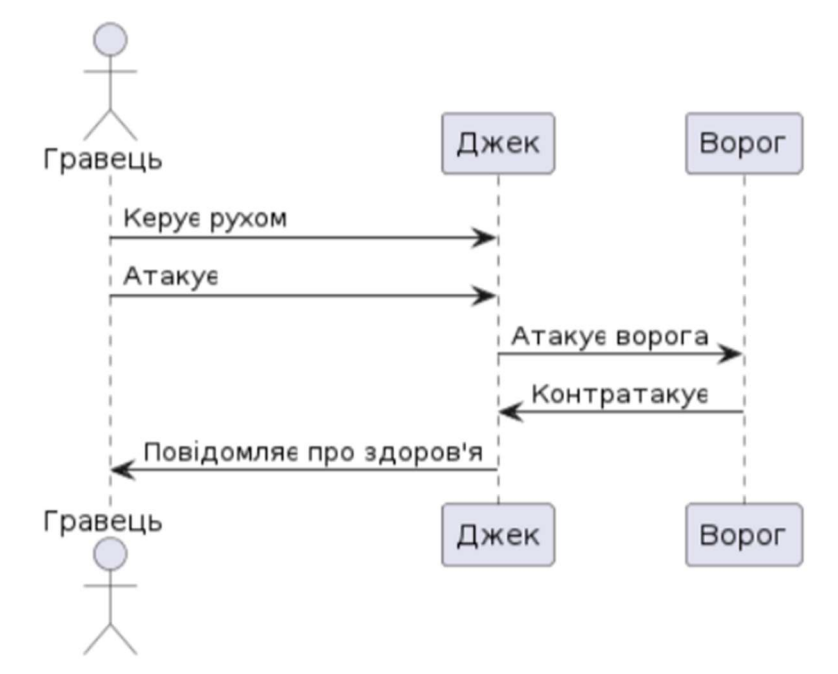 Гравець
Джек
Ворог
Керує рухом
Атакує
Атакує ворога
Контратакує
Повідомляє про здоров'я
Гравець
Джек
Ворог